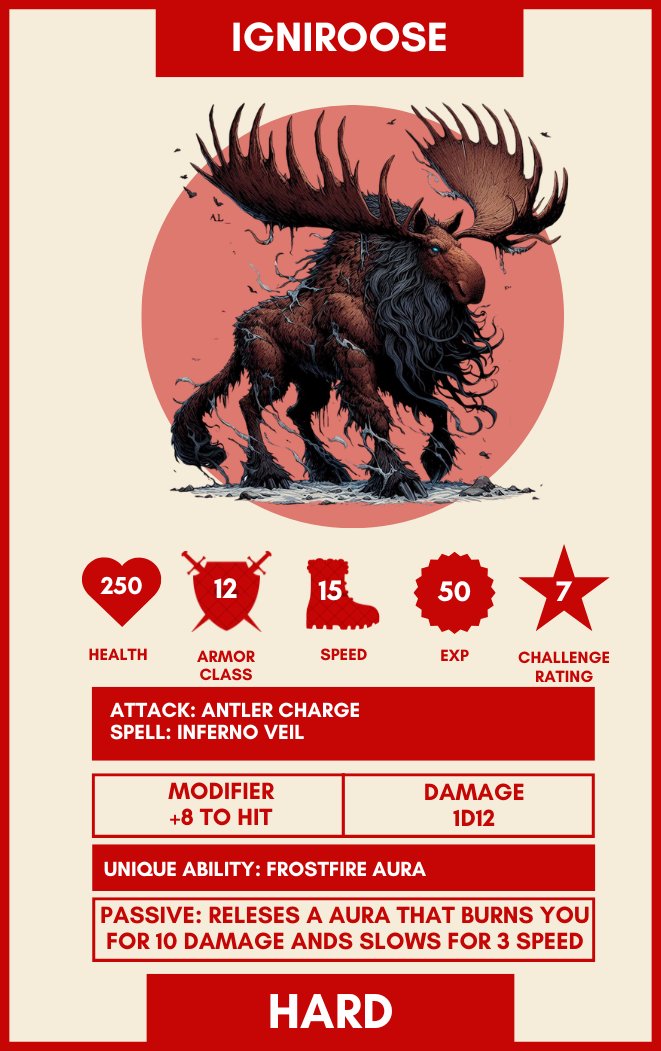 IGNIROOSE
250
12
15
50
7
HEALTH
ARMOR
CLASS
SPEED
EXP
CHALLENGE
RATING
ATTACK: ANTLER CHARGE
SPELL: INFERNO VEIL
MODIFIER
+8 TO HIT
DAMAGE
1D12
UNIQUE ABILITY: FROSTFIRE AURA
PASSIVE: RELESES A AURA THAT BURNS YOU
FOR 10 DAMAGE ANDS SLOWS FOR 3 SPEED
HARD